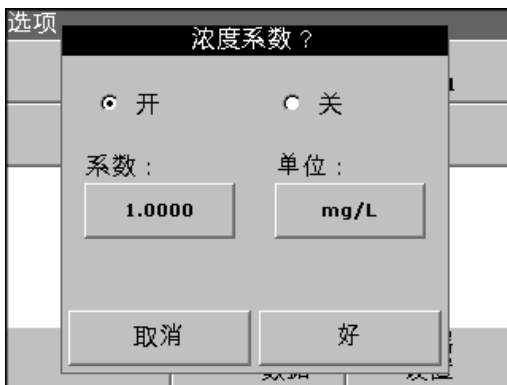 选项
浓度系数？
开 关
系数： 单位：
1.0000 mg/L
取消 好